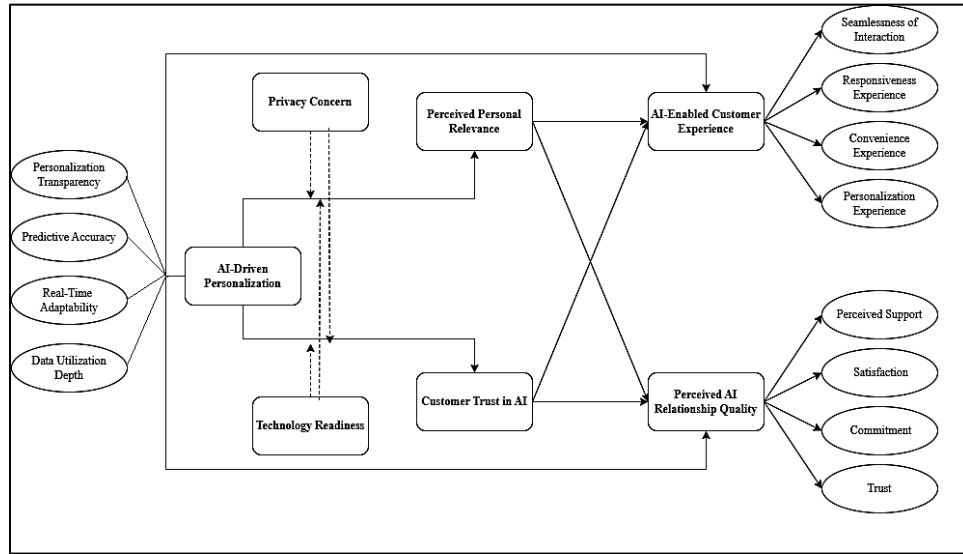 Personalization
Transparency
Predictive Accuracy
Real-Time
Adaptability
Data Utilization
Depth
AI-Driven
Personalization
Privacy Concern
Technology Readiness
Perceived Personal
Relevance
Customer Trust in AI
AI-Enabled Customer
Experience
Perceived AI
Relationship Quality
Seamlessness of
Interaction
Responsiveness
Experience
Convenience
Experience
Personalization
Experience
Perceived Support
Satisfaction
Commitment
Trust